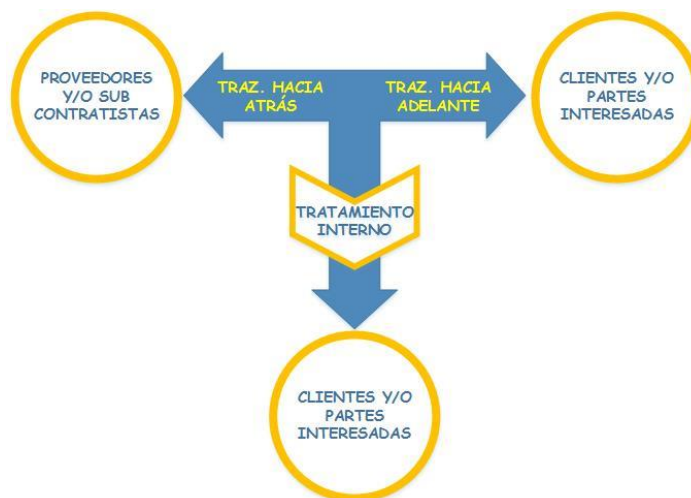 PROVEEDORES
Y/O SUB
CONTRATISTAS
TRAZ. HACIA
ATRÁS
TRAZ. HACIA
ADELANTE
CLIENTES Y/O
PARTES
INTERESADAS
TRATAMIENTO
INTERNO
CLIENTES Y/O
PARTES
INTERESADAS